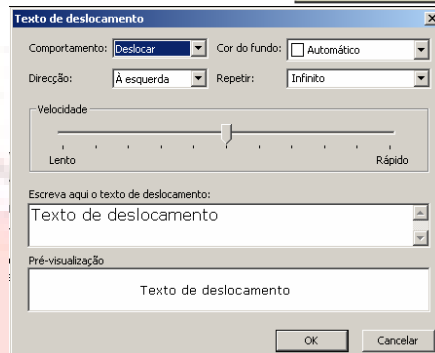 Texto de deslocamento
Comportamento: Deslocar Cor do fundo: Automático
Direcção: À esquerda Repetir: Infinito
Velocidade
Lento Rápido
Escreva aqui o texto de deslocamento:
Texto de deslocamento
Pré-visualização
Texto de deslocamento
OK Cancelar